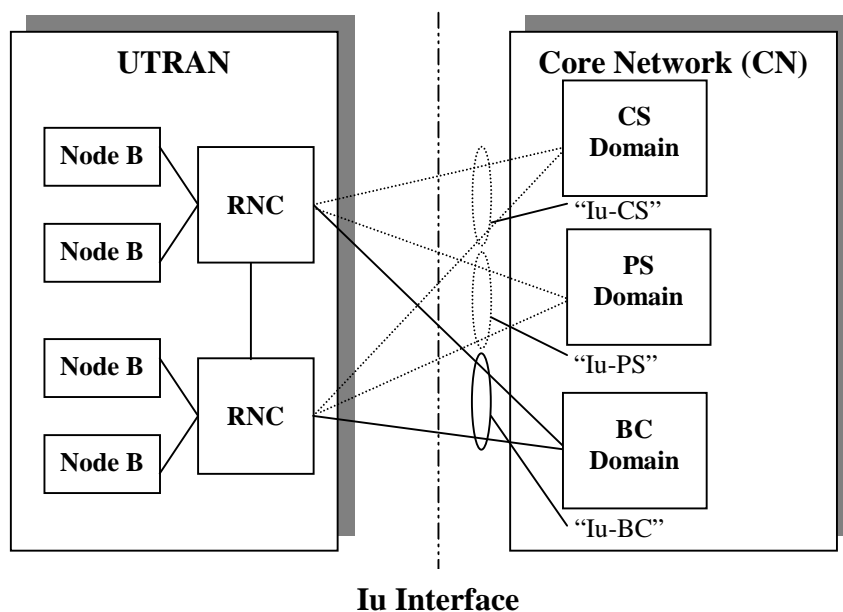 UTRAN
Node B
Node B
RNC
Node B
Node B
RNC
Core Network (CN)
CS
Domain
“Iu-CS”
PS
Domain
“Iu-PS”
BC
Domain
“Iu-BC”
Iu Interface